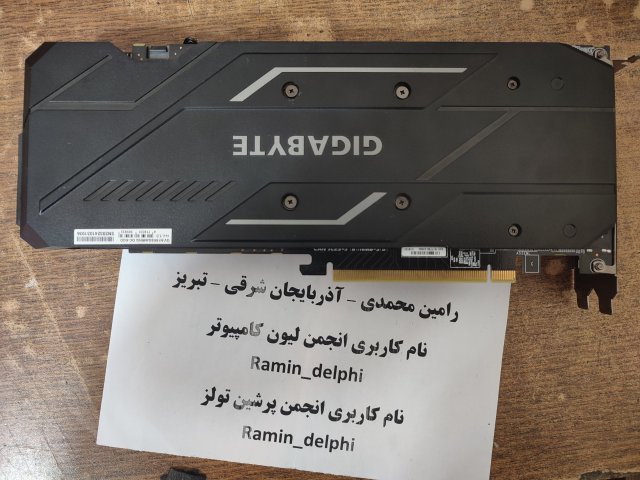 GIGABYTE
رامین محمدی – آذربایجان شرقی – تبریز
نام کاربری انجمن لیون کامپیوتر
Ramin_delphi
نام کاربری انجمن پرشین تولز
Ramin_delphi